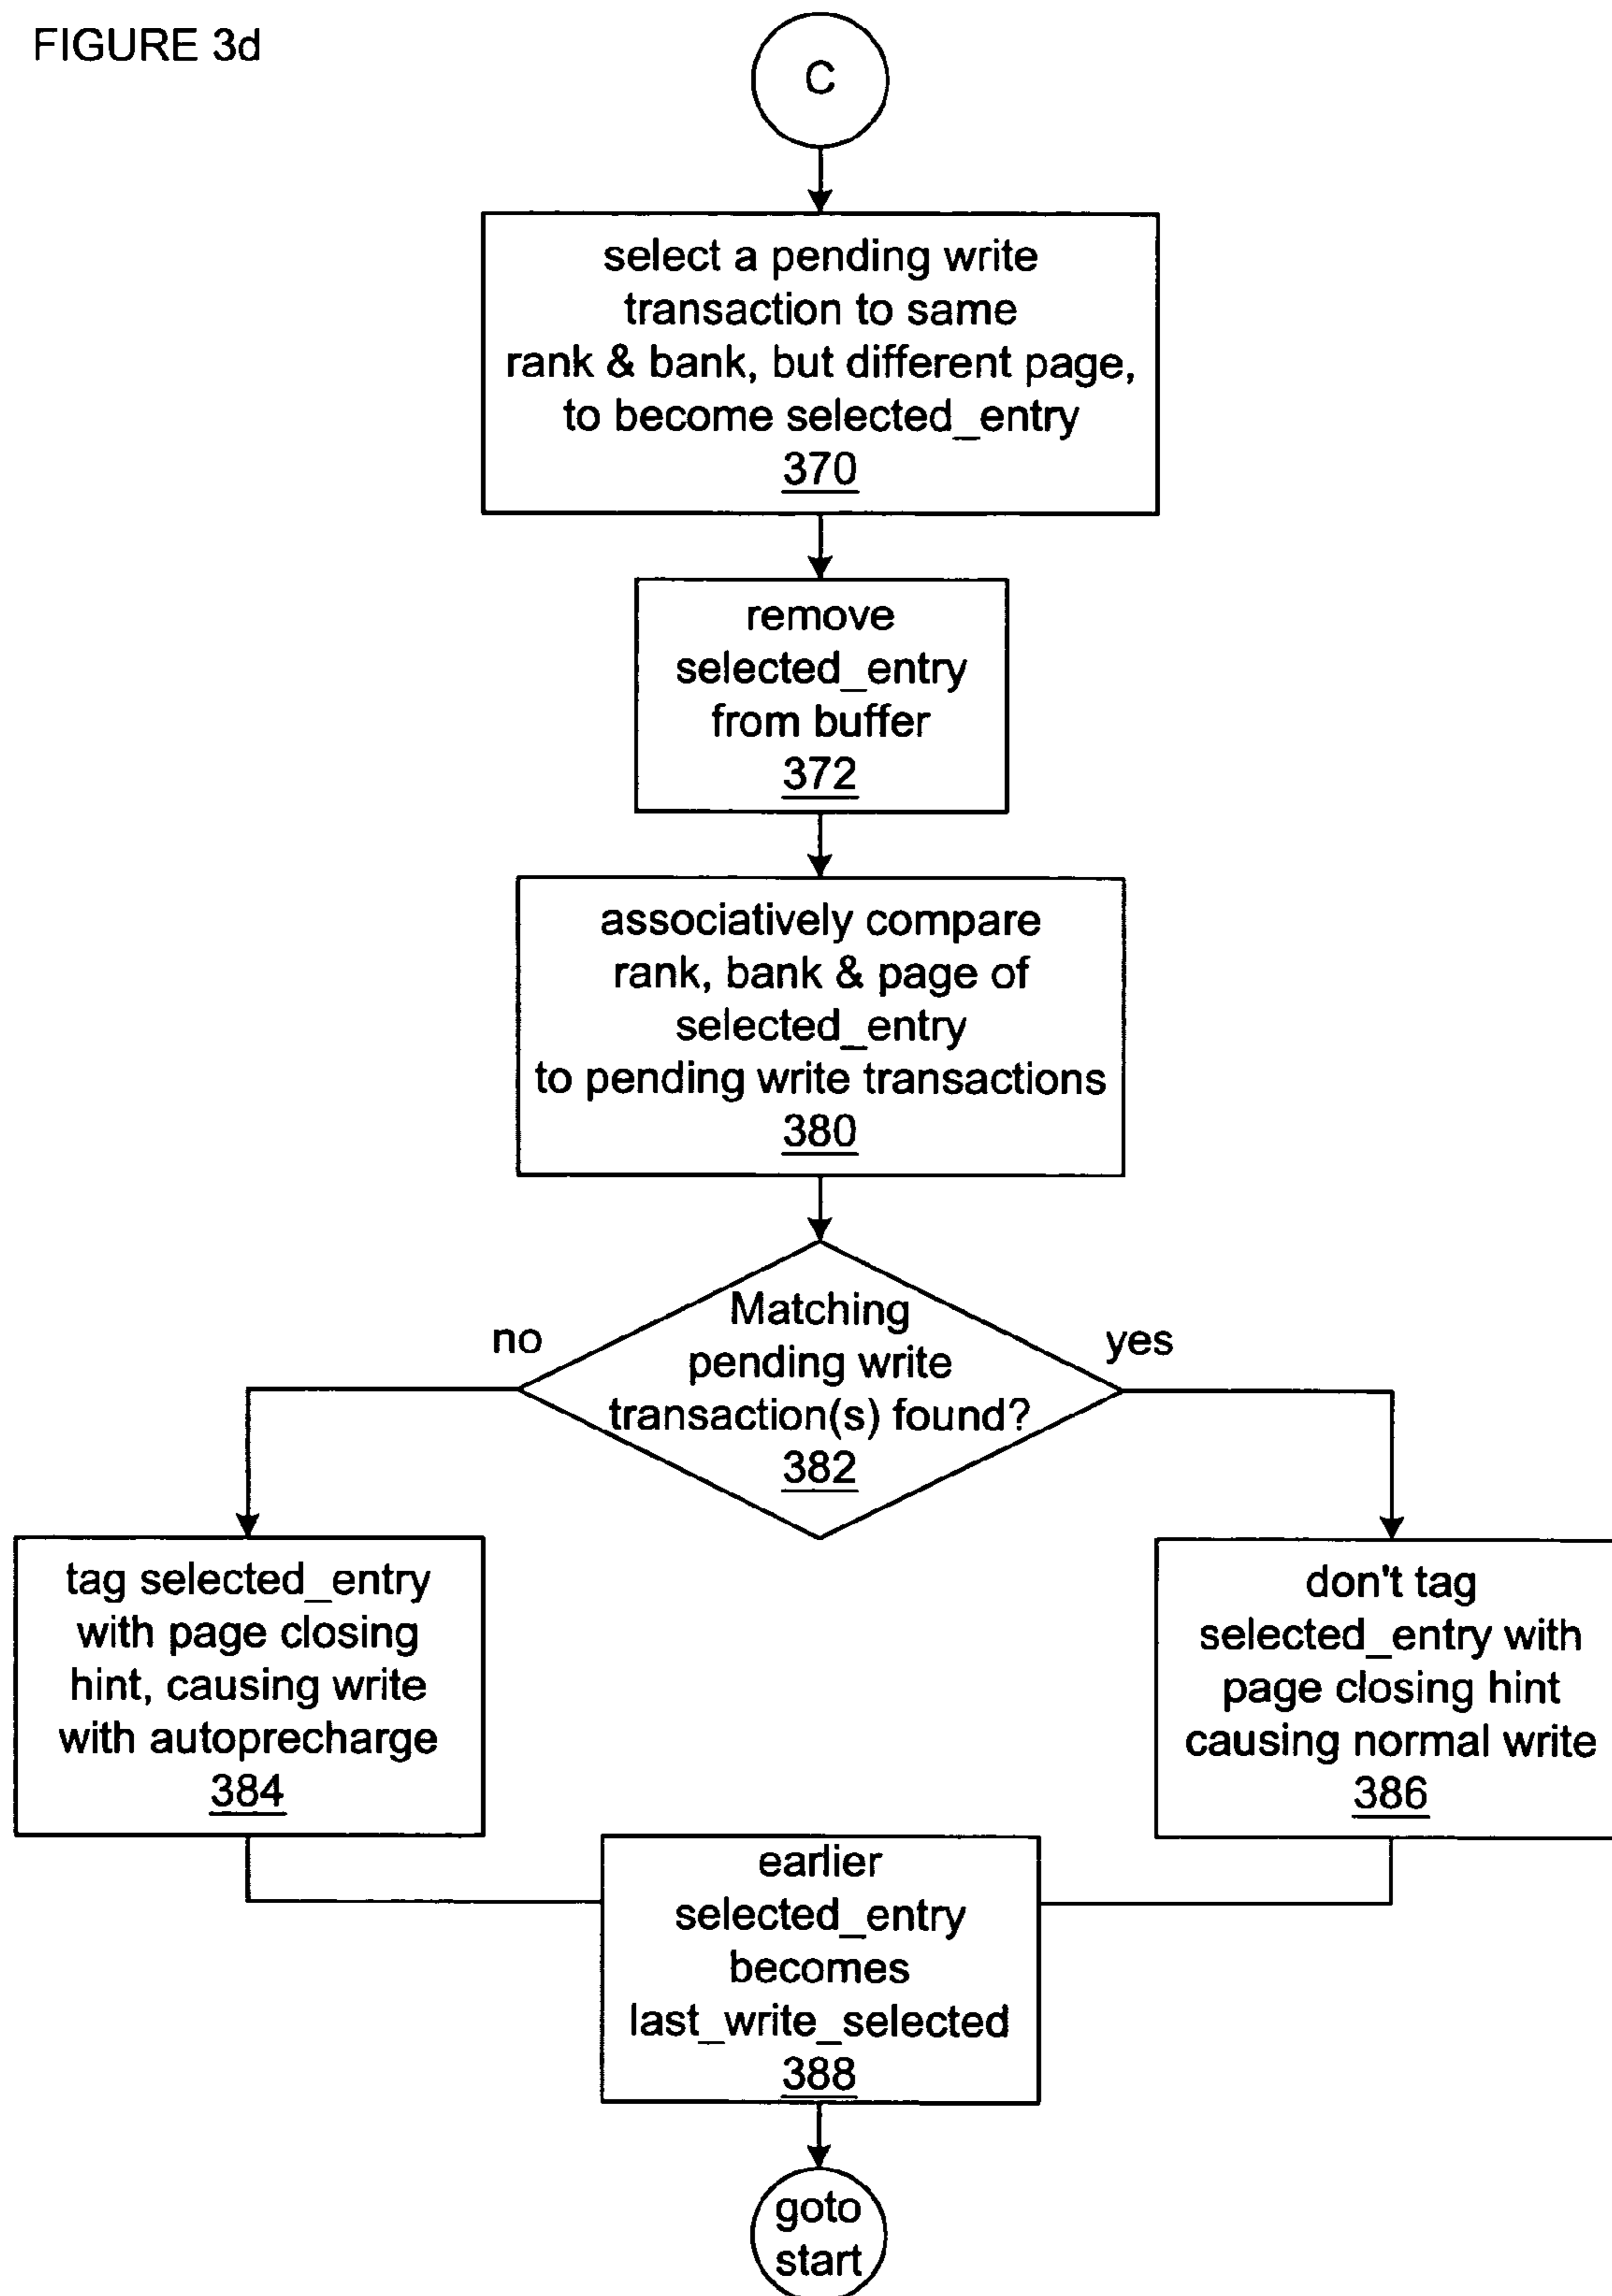 FIGURE 3d
C
select a pending write
transaction to same
rank & bank, but different page,
to become selected_entry
370
remove
selected_entry
from buffer
372
associatively compare
rank, bank & page of
selected_entry
to pending write transactions
380
Matching
pending write
transaction(s) found?
382
no
yes
tag selected_entry
with page closing
hint, causing write
with autoprecharge
384
don't tag
selected_entry with
page closing hint
causing normal write
386
earlier
selected_entry
becomes
last_write_selected
388
goto
start